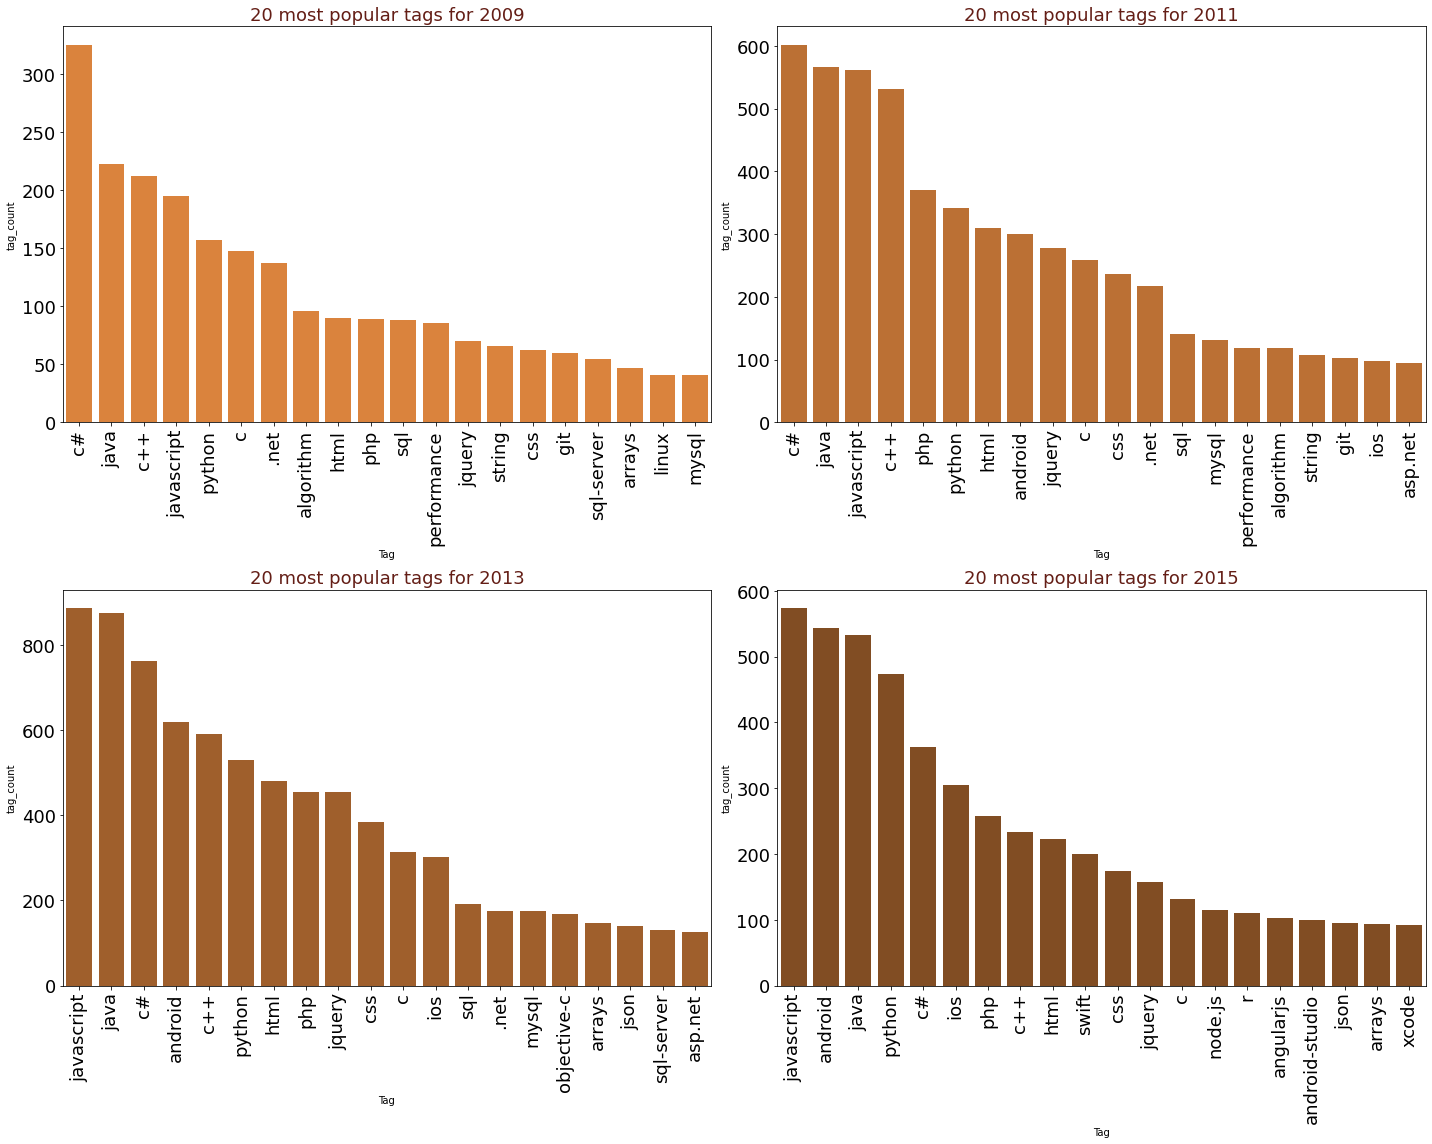 20 most popular tags for 2009
300
250
200
150
100
50
0
tag_count
c#
java
c++
javascript
python
c
.net
algorithm
html
php
sql
performance
jquery
string
css
git
sql-server
arrays
linux
mysql
Tag
20 most popular tags for 2011
600
500
400
300
200
100
0
tag_count
c#
java
javascript
c++
php
python
html
android
jquery
c
css
.net
sql
mysql
performance
algorithm
string
git
ios
asp.net
Tag
20 most popular tags for 2013
800
600
400
200
0
tag_count
javascript
java
c#
android
c++
python
html
php
jquery
css
c
ios
sql
.net
mysql
objective-c
arrays
json
sql-server
asp.net
Tag
20 most popular tags for 2015
600
500
400
300
200
100
0
tag_count
javascript
android
java
python
c#
ios
php
c++
html
swift
css
jquery
c
node.js
r
angularjs
android-studio
json
arrays
xcode
Tag